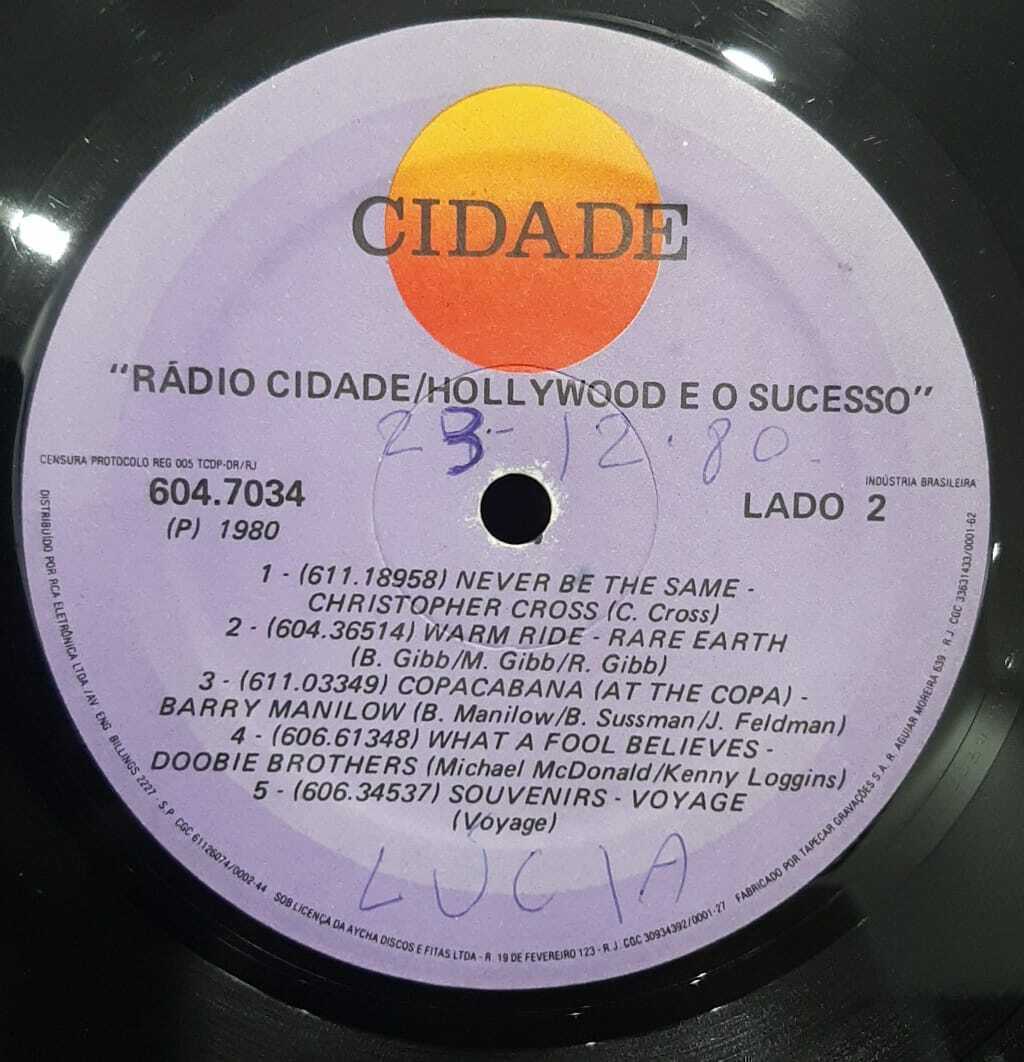 CIDADE
"RÁDIO CIDADE/HOLLYWOOD E O SUCESSO"
23-12.80
CENSURA PROTOCOLO REG 005 TCDP-DR/RJ
604.7034
(P) 1980
INDÚSTRIA BRASILEIRA
LADO 2
1 - (611.18958) NEVER BE THE SAME -
CHRISTOPHER CROSS (C. Cross)
2 - (604.36514) WARM RIDE - RARE EARTH
(B. Gibb/M. Gibb/R. Gibb)
3 - (611.03349) COPACABANA (AT THE COPA) -
BARRY MANILOW (B. Manilow/B. Sussman/J. Feldman)
4 - (606.61348) WHAT A FOOL BELIEVES -
DOOBIE BROTHERS (Michael McDonald/Kenny Loggins)
5 - (606.34537) SOUVENIRS - VOYAGE
(Vóyage)
LÚCIA
DISTRIBUÍDO POR RCA ELETRÔNICA LTDA/AV ENG BILLINGS 2227 - S.P. CGC 61126074/0002-44 SOB LICENÇA DA AYCHA DISCOS E FITAS LTDA - R. 19 DE FEVEREIRO 123 - R.J. CGC 30934392/0001-27 FABRICADO POR TAPECAR GRAVAÇÕES S.A. R. AGUIAR MOREIRA 639 - R.J. CGC 33631433/0001-62